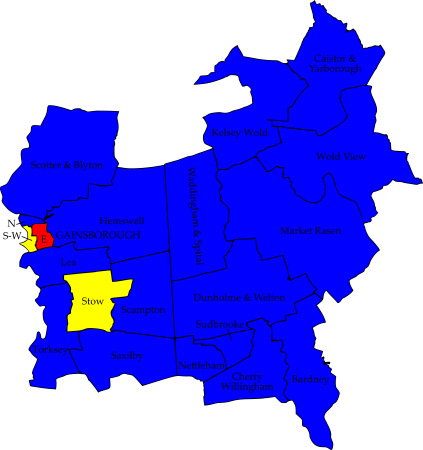 Caistor &
Yarborough
Kelsey Wold
Wold View
Scotter & Blyton
Waddingham & Spital
Hemswell
N
S-W
E
GAINSBOROUGH
Market Rasen
Lea
Stow
Scampton
Dunholme & Welton
Sudbrooke
Torksey
Saxilby
Nettleham
Cherry
Willingham
Bardney